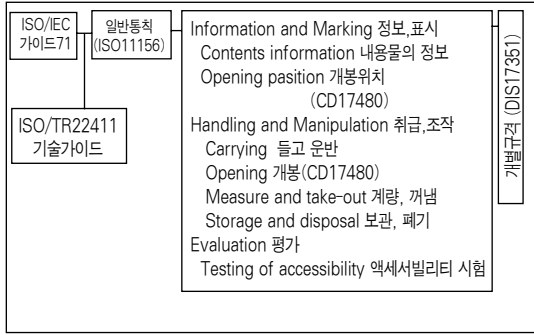 ISO/IEC
가이드71
일반통칙
(ISO11156)
ISO/TR22411
기술가이드
Information and Marking 정보,표시
Contents information 내용물의 정보
Opening pasition 개봉위치
(CD17480)
Handling and Manipulation 취급,조작
Carrying 들고 운반
Opening 개봉(CD17480)
Measure and take-out 계량, 꺼냄
Storage and disposal 보관, 폐기
Evaluation 평가
Testing of accessibility 액세서빌리티 시험
개별규격 (DIS17351)